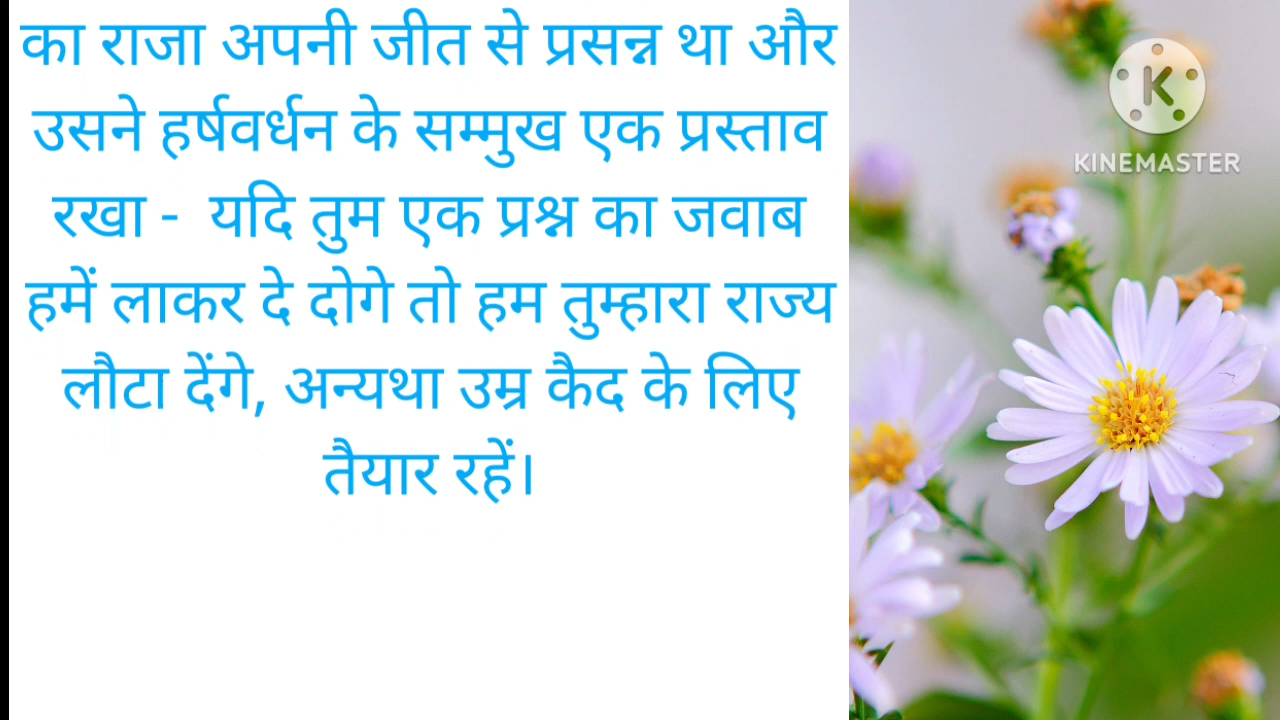 का राजा अपनी जीत से प्रसन्न था और
उसने हर्षवर्धन के सम्मुख एक प्रस्ताव
रखा - यदि तुम एक प्रश्न का जवाब
हमें लाकर दे दोगे तो हम तुम्हारा राज्य
लौटा देंगे, अन्यथा उम्र कैद के लिए
तैयार रहें।
K
KINEMASTER